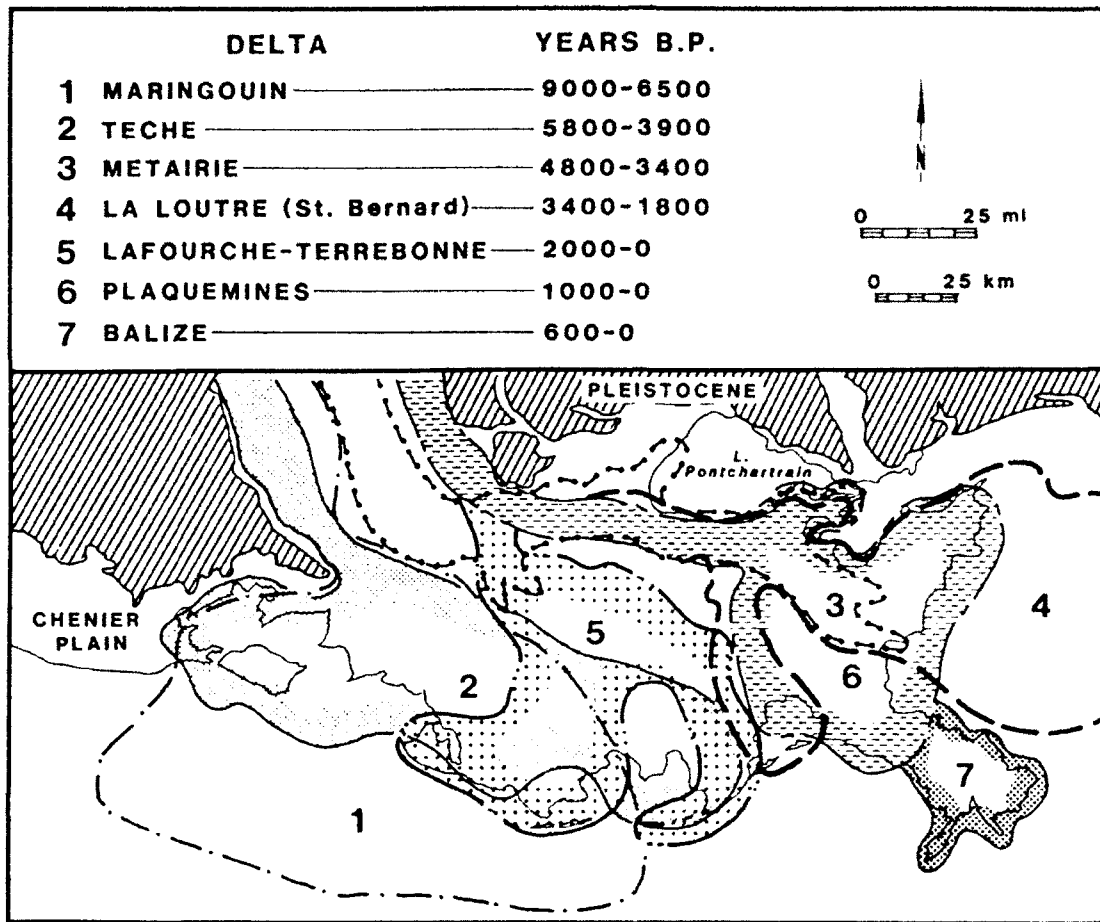 DELTA YEARS B.P.
1 MARINGOUIN 9000-6500
2 TECHE 5800-3900
3 METAIRIE 4800-3400
4 LA LOUTRE (St. Bernard) 3400-1800
5 LAFOURCHE-TERREBONNE 2000-0
6 PLAQUEMINES 1000-0
7 BALIZE 600-0
N
0 25 mi
0 25 km
PLEISTOCENE
L.
Pontchartrain
CHENIER
PLAIN
3
4
5
2
6
7
1